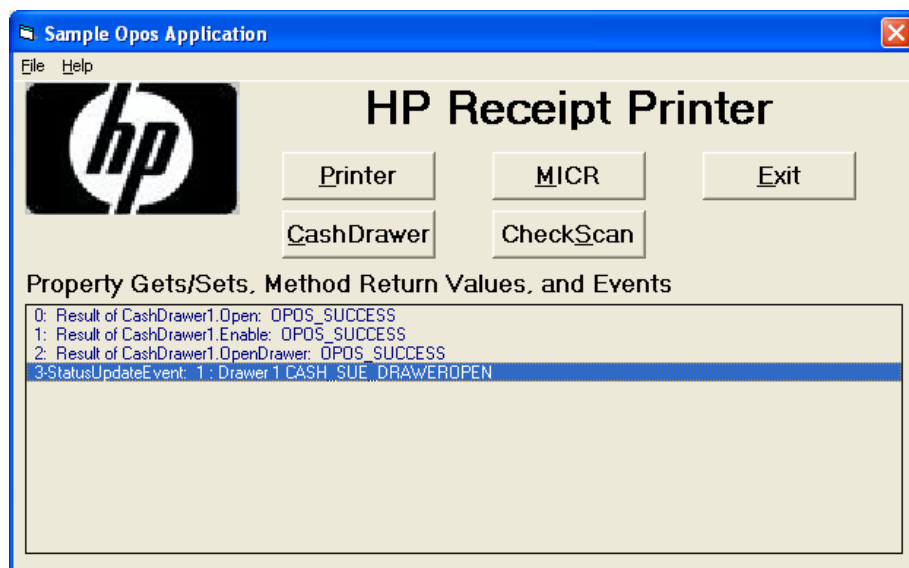 Sample Opos Application
File Help
hp
HP Receipt Printer
Printer MICR Exit
CashDrawer CheckScan
Property Gets/Sets, Method Return Values, and Events
0: Result of CashDrawer1.Open: OPOS_SUCCESS
1: Result of CashDrawer1.Enable: OPOS_SUCCESS
2: Result of CashDrawer1.OpenDrawer: OPOS_SUCCESS
3-StatusUpdateEvent: 1 : Drawer 1 CASH_SUE_DRAWEROPEN